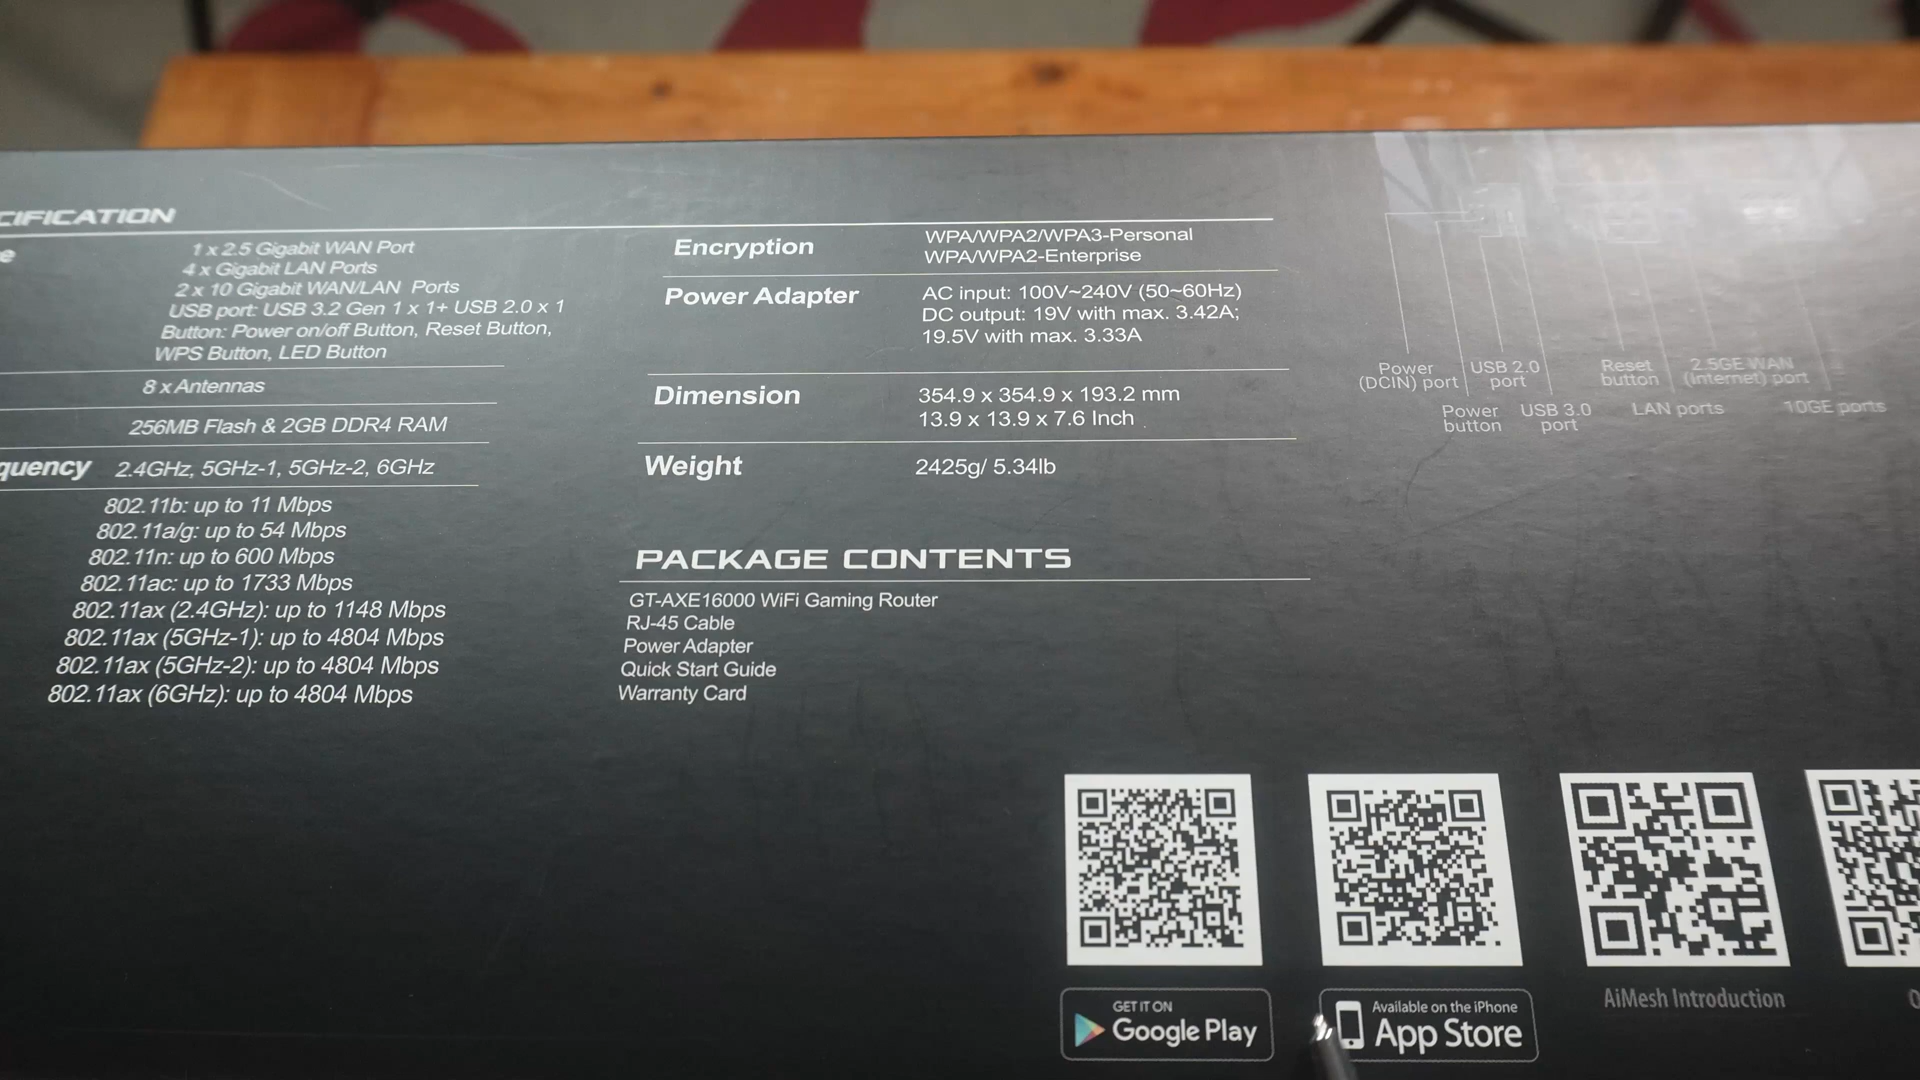 CIFICATION
e
1 x 2.5 Gigabit WAN Port
4 x Gigabit LAN Ports
2 x 10 Gigabit WAN/LAN Ports
USB port: USB 3.2 Gen 1 x 1+ USB 2.0 x 1
Button: Power on/off Button, Reset Button,
WPS Button, LED Button
8 x Antennas
256MB Flash & 2GB DDR4 RAM
quency 2.4GHz, 5GHz-1, 5GHz-2, 6GHz
802.11b: up to 11 Mbps
802.11a/g: up to 54 Mbps
802.11n: up to 600 Mbps
802.11ac: up to 1733 Mbps
802.11ax (2.4GHz): up to 1148 Mbps
802.11ax (5GHz-1): up to 4804 Mbps
802.11ax (5GHz-2): up to 4804 Mbps
802.11ax (6GHz): up to 4804 Mbps
Encryption
WPA/WPA2/WPA3-Personal
WPA/WPA2-Enterprise
Power Adapter
AC input: 100V~240V (50~60Hz)
DC output: 19V with max. 3.42A;
19.5V with max. 3.33A
Dimension
354.9 x 354.9 x 193.2 mm
13.9 x 13.9 x 7.6 Inch
Weight
2425g/ 5.34lb
PACKAGE CONTENTS
GT-AXE16000 WiFi Gaming Router
RJ-45 Cable
Power Adapter
Quick Start Guide
Warranty Card
Power
(DCIN) port
USB 2.0
port
Reset
button
2.5GE WAN
(Internet) port
Power
button
USB 3.0
port
LAN ports
10GE ports
GET IT ON
Google Play
Available on the iPhone
App Store
AiMesh Introduction